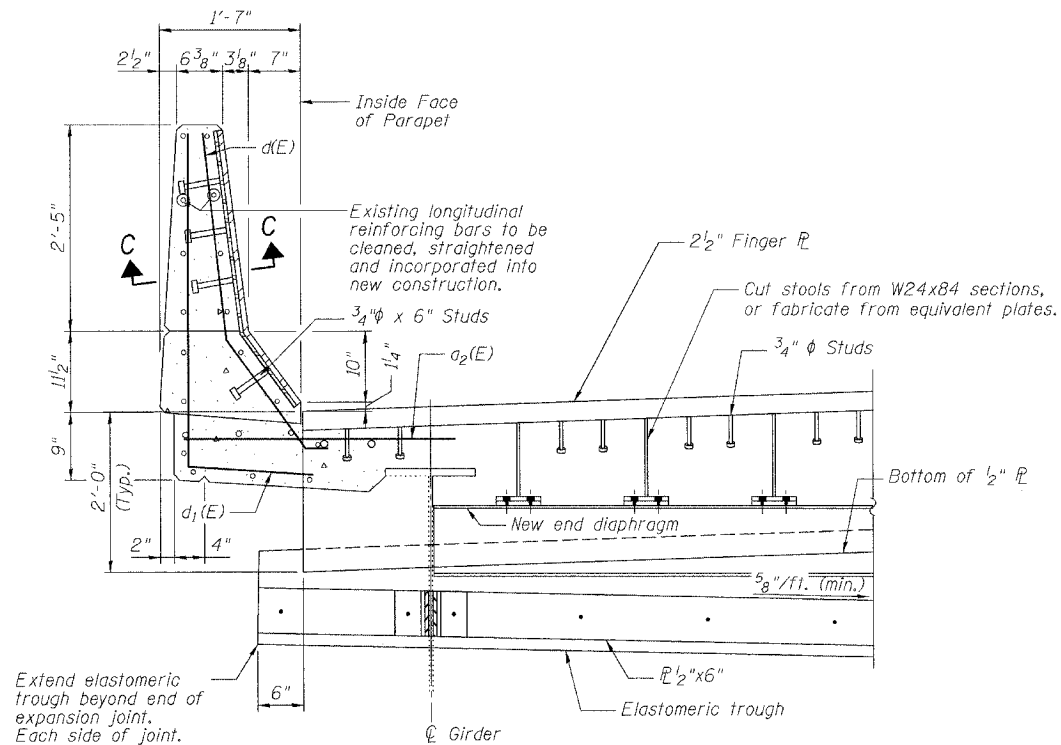 1'-7"
2½" 6⅜" 3⅛" 7"
Inside Face
of Parapet
d(E)
2'-5"
Existing longitudinal
reinforcing bars to be
cleaned, straightened
and incorporated into
new construction.
C C
2½" Finger ℄
Cut stools from W24x84 sections,
or fabricate from equivalent plates.
¾"ϕ x 6" Studs
¾" ϕ Studs
11½"
10"
1¼"
a₂(E)
9"
2'-0"
(Typ.)
Bottom of ½" ℄
d₁(E)
New end diaphragm
2" 4"
⅝"/ft. (min.)
℄ ½"x6"
Extend elastomeric
trough beyond end of
expansion joint.
Each side of joint.
6"
Elastomeric trough
℄ Girder